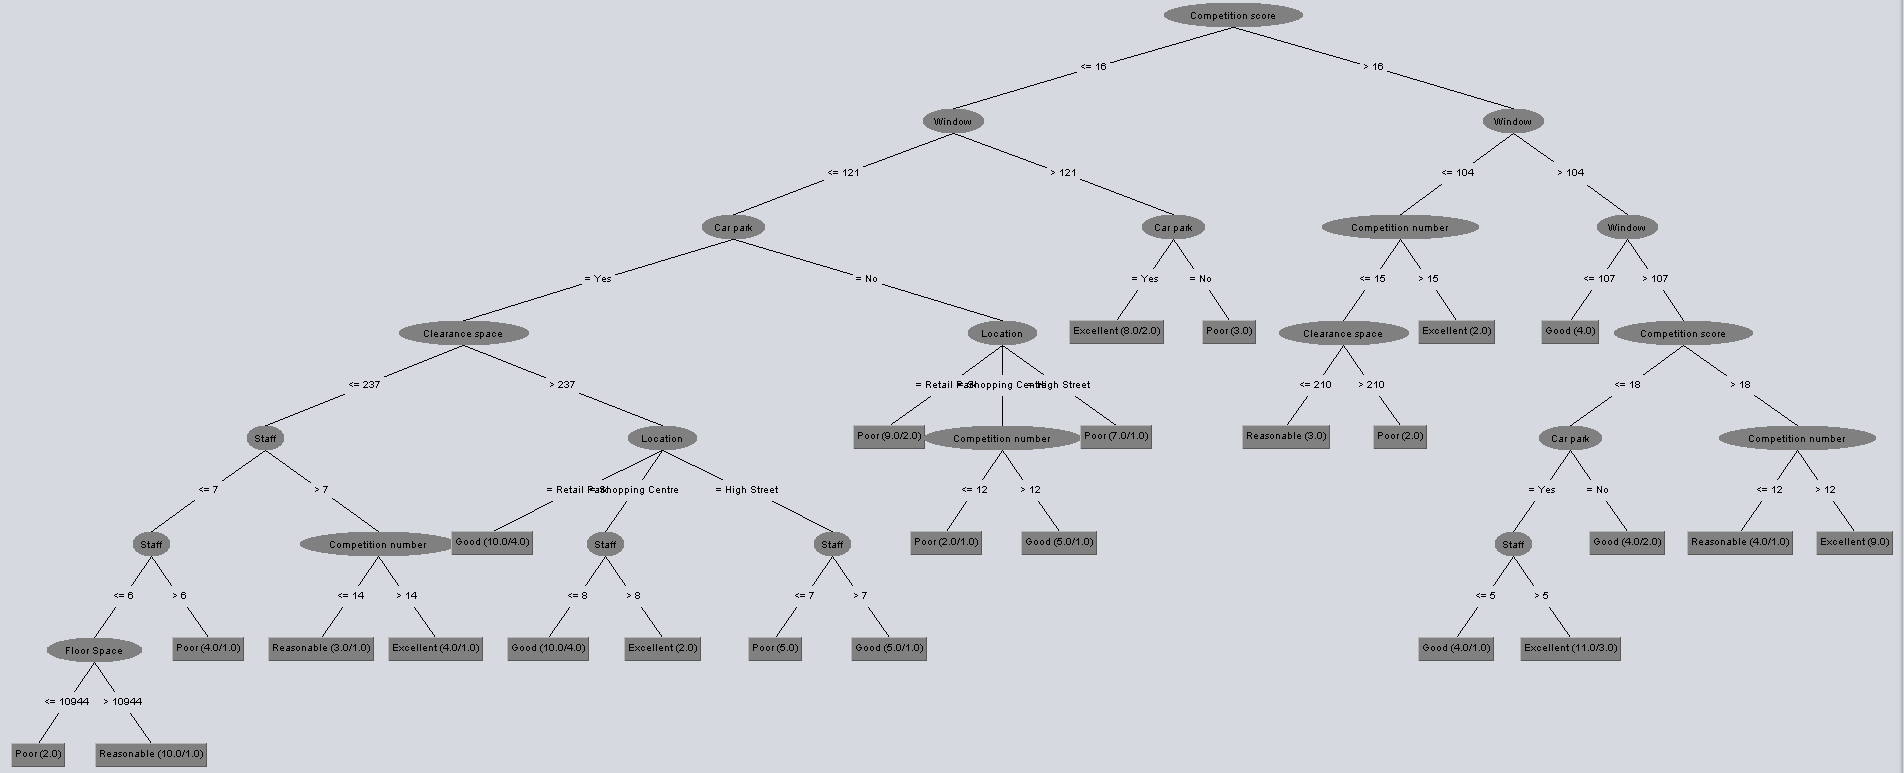 Competition score
<= 16
> 16
Window
Window
<= 121
> 121
<= 104
> 104
Car park
Car park
Competition number
Window
= Yes
= No
= Yes
= No
<= 15
> 15
<= 107
> 107
Clearance space
Location
Excellent (8.0/2.0)
Poor (3.0)
Clearance space
Excellent (2.0)
Good (4.0)
Competition score
<= 237
> 237
= Retail Park
= Shopping Centre
= High Street
<= 210
> 210
<= 18
> 18
Staff
Location
Poor (9.0/2.0)
Competition number
Poor (7.0/1.0)
Reasonable (3.0)
Poor (2.0)
Car park
Competition number
<= 7
> 7
= Retail Park
= Shopping Centre
= High Street
<= 12
> 12
= Yes
= No
<= 12
> 12
Staff
Competition number
Good (10.0/4.0)
Staff
Staff
Poor (2.0/1.0)
Good (5.0/1.0)
Staff
Good (4.0/2.0)
Reasonable (4.0/1.0)
Excellent (9.0)
<= 6
> 6
<= 14
> 14
<= 8
> 8
<= 7
> 7
<= 5
> 5
Floor Space
Poor (4.0/1.0)
Reasonable (3.0/1.0)
Excellent (4.0/1.0)
Good (10.0/4.0)
Excellent (2.0)
Poor (5.0)
Good (5.0/1.0)
Good (4.0/1.0)
Excellent (11.0/3.0)
<= 10944
> 10944
Poor (2.0)
Reasonable (10.0/1.0)